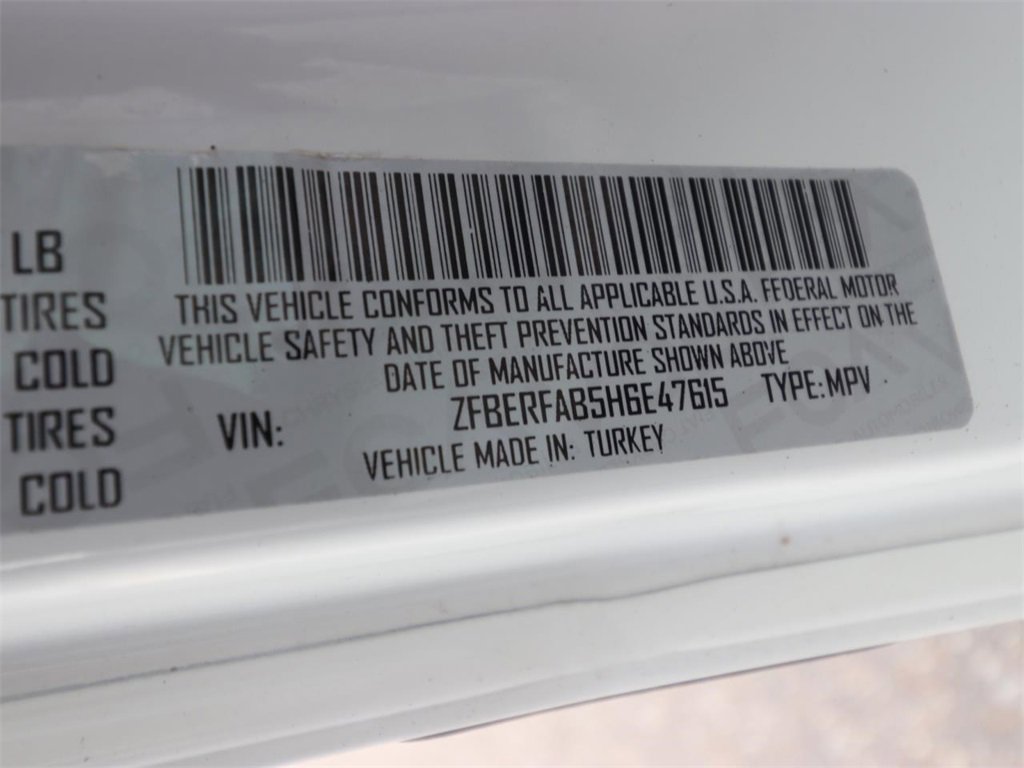 LB
TIRES
COLD
TIRES
COLD
THIS VEHICLE CONFORMS TO ALL APPLICABLE U.S.A. FEDERAL MOTOR
VEHICLE SAFETY AND THEFT PREVENTION STANDARDS IN EFFECT ON THE
DATE OF MANUFACTURE SHOWN ABOVE
VIN: ZFBERFAB5H6E47615 TYPE: MPV
VEHICLE MADE IN: TURKEY